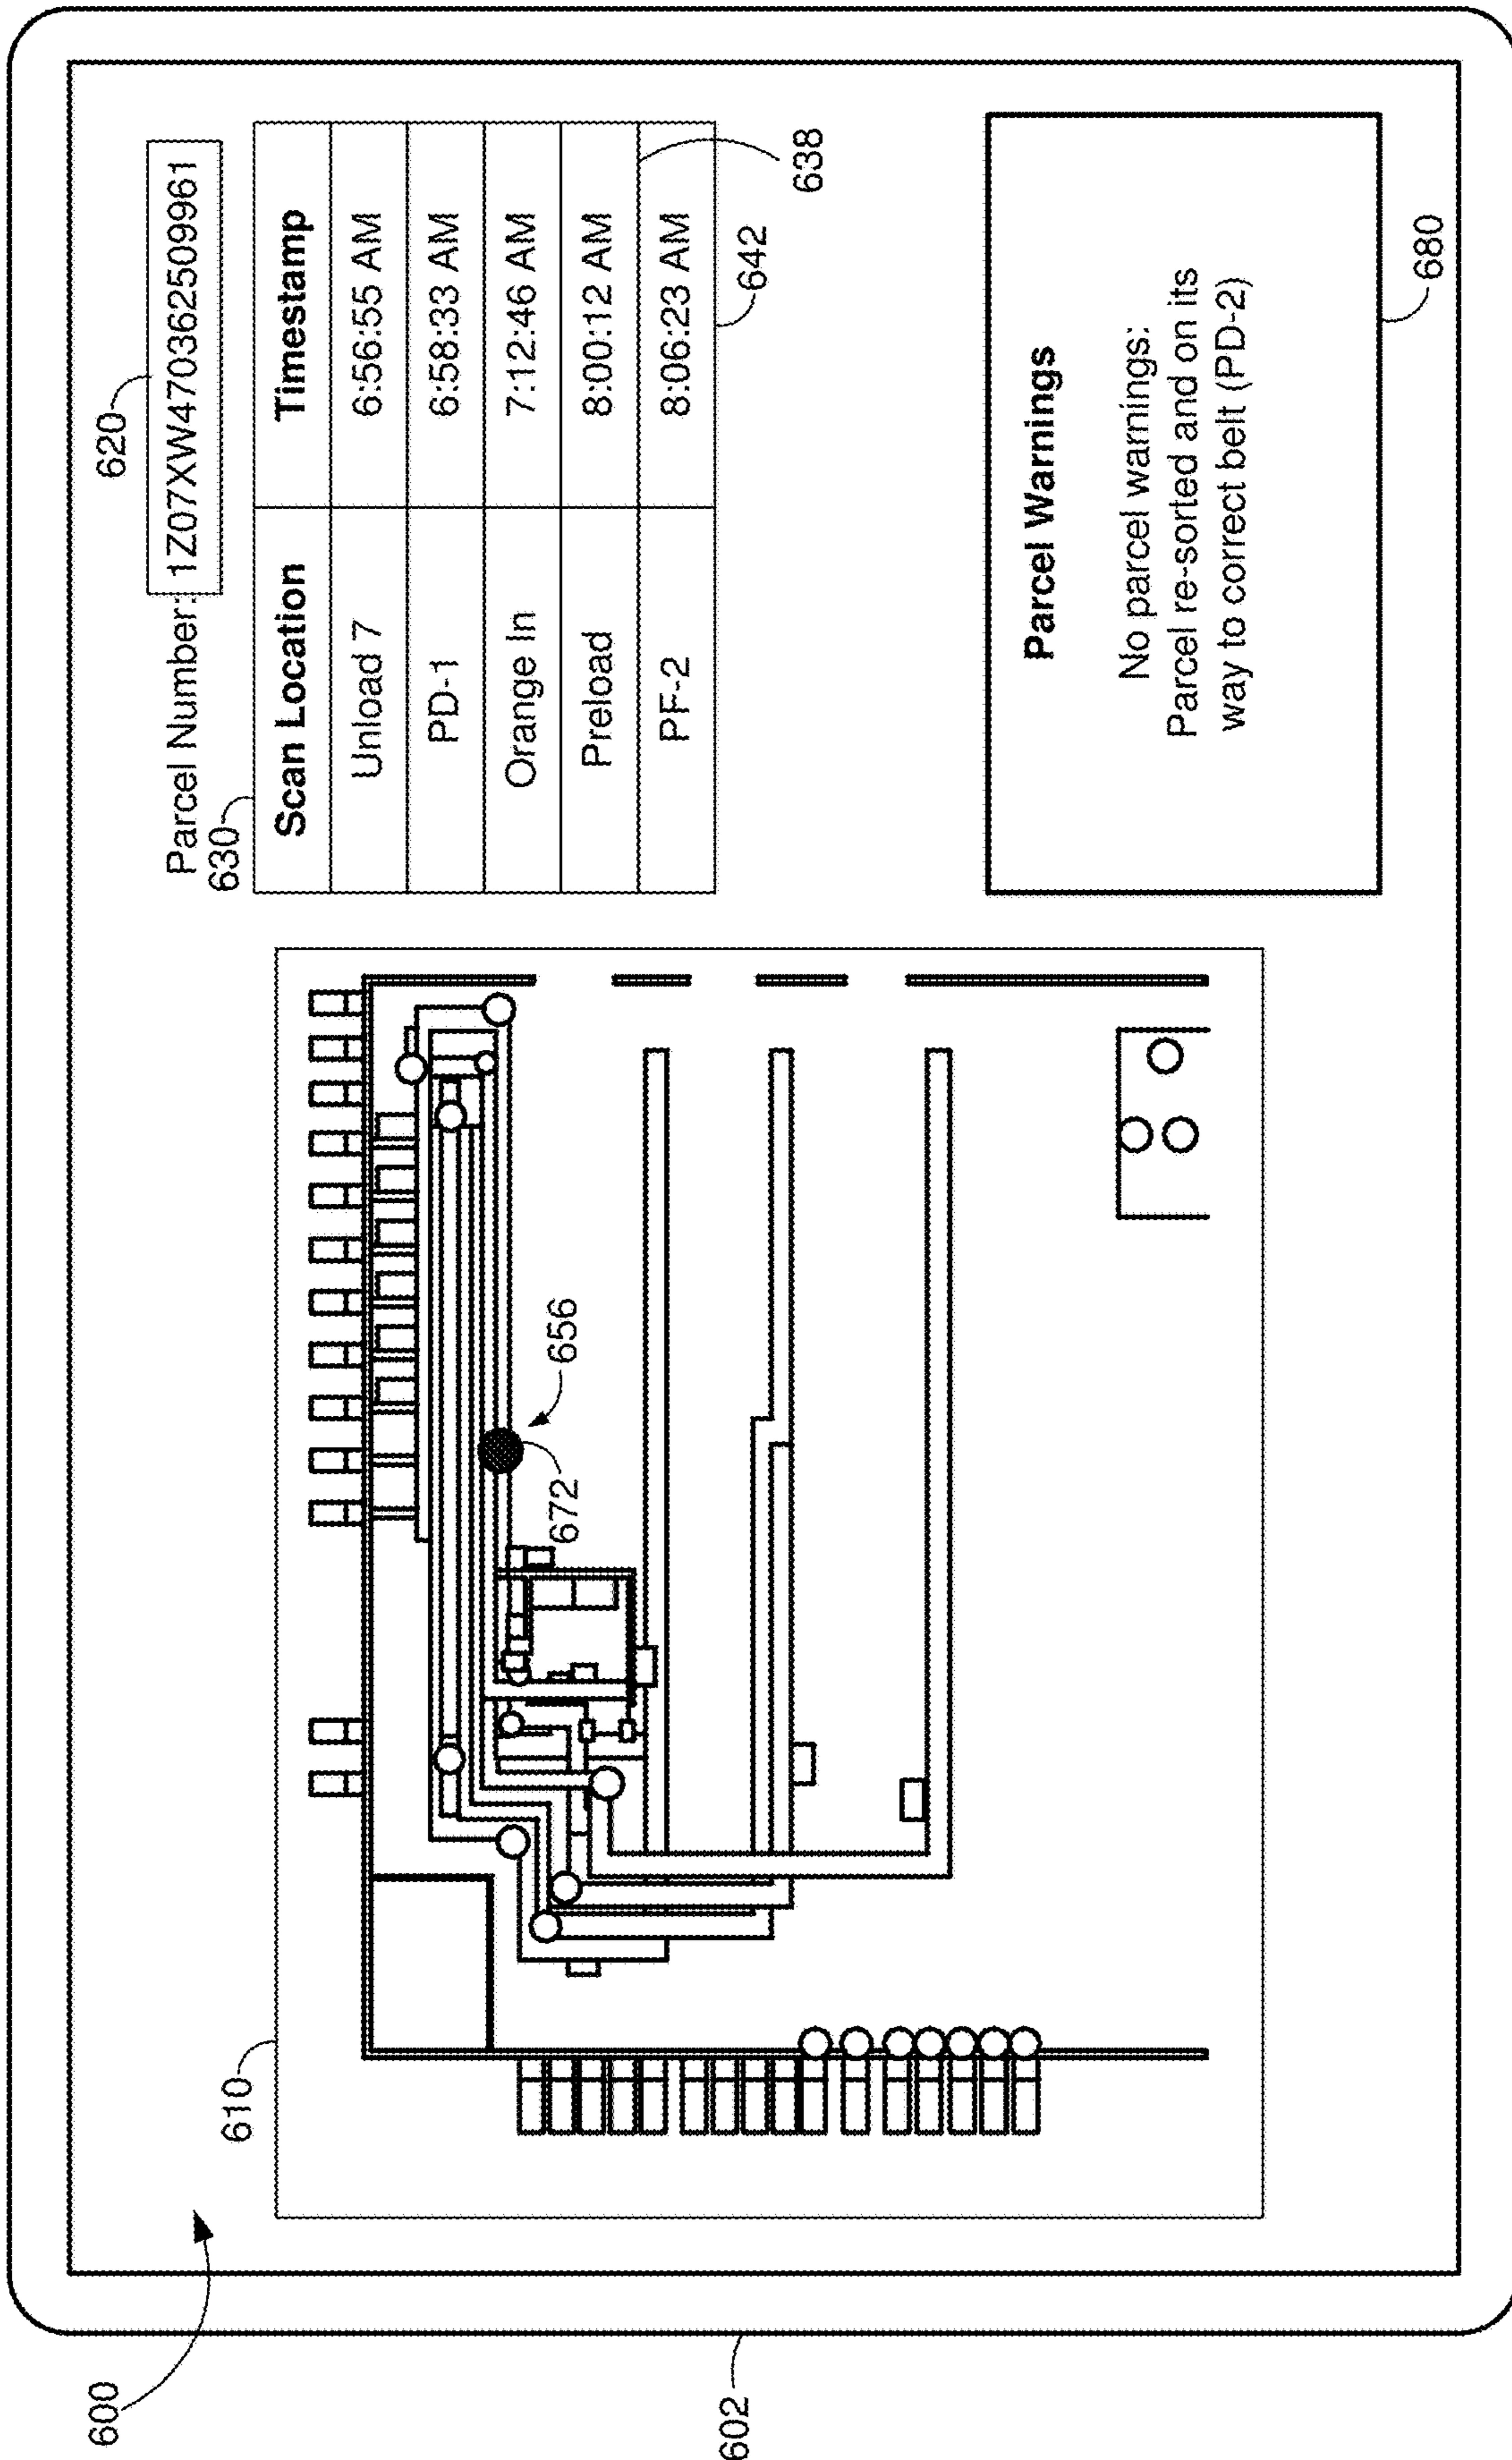 600
602
610
620
Parcel Number: 1Z07XW470362509961
630
Scan Location Timestamp
Unload 7 6:56:55 AM
PD-1 6:58:33 AM
Orange In 7:12:46 AM
Preload 8:00:12 AM
PF-2 8:06:23 AM
638
642
656
672
Parcel Warnings
No parcel warnings:
Parcel re-sorted and on its
way to correct belt (PD-2)
680